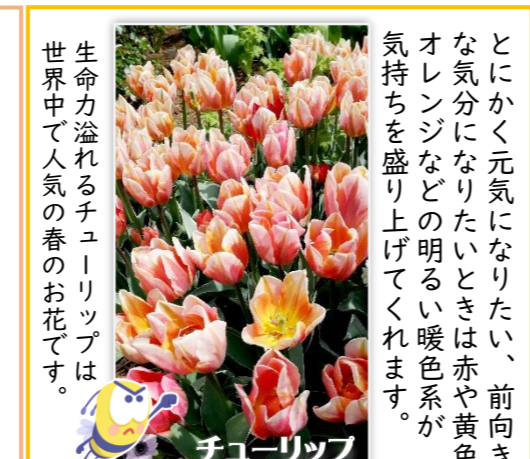 とにかく元気になりたい、前向き
な気分になりたいときは赤や黄色
オレンジなどの明るい暖色系が
気持ちを盛り上げてくれます。
チューリップ
生命力溢れるチューリップは
世界中で人気の春のお花です。